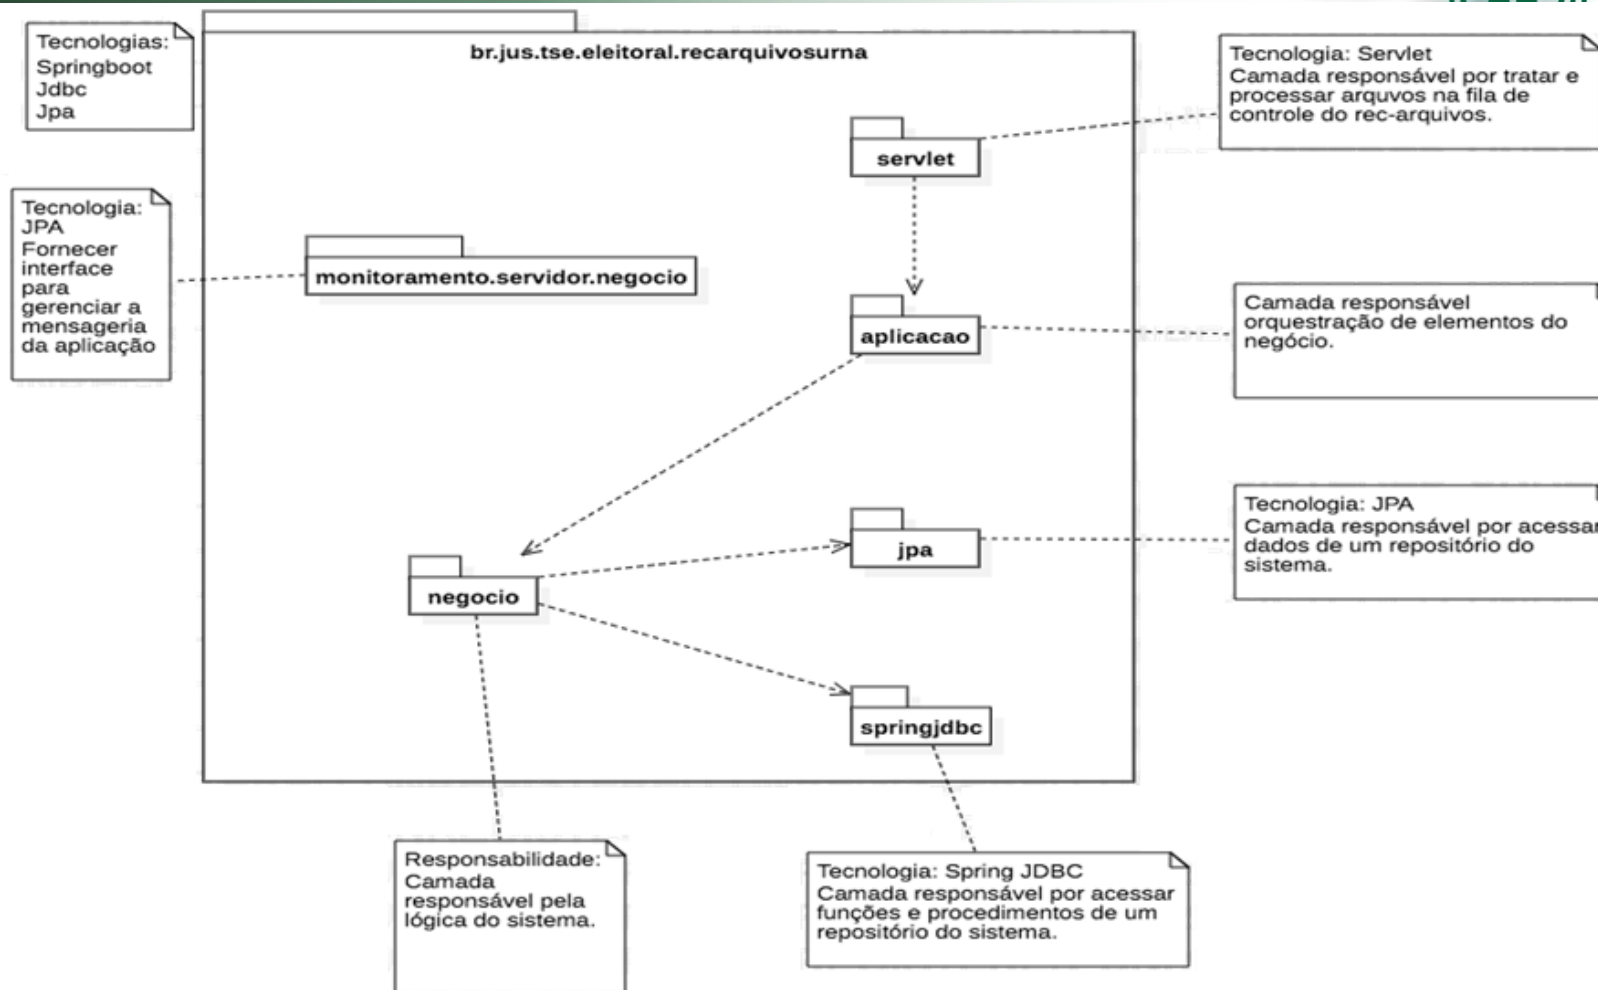 Tecnologias:
Springboot
Jdbc
Jpa
br.jus.tse.eleitoral.recarquivosurna
Tecnologia: Servlet
Camada responsável por tratar e
processar arquvos na fila de
controle do rec-arquivos.
servlet
Tecnologia:
JPA
Fornecer
interface
para
gerenciar a
mensageria
da aplicação
monitoramento.servidor.negocio
aplicacao
Camada responsável
orquestração de elementos do
negócio.
jpa
Tecnologia: JPA
Camada responsável por acessar
dados de um repositório do
sistema.
negocio
springjdbc
Responsabilidade:
Camada
responsável pela
lógica do sistema.
Tecnologia: Spring JDBC
Camada responsável por acessar
funções e procedimentos de um
repositório do sistema.